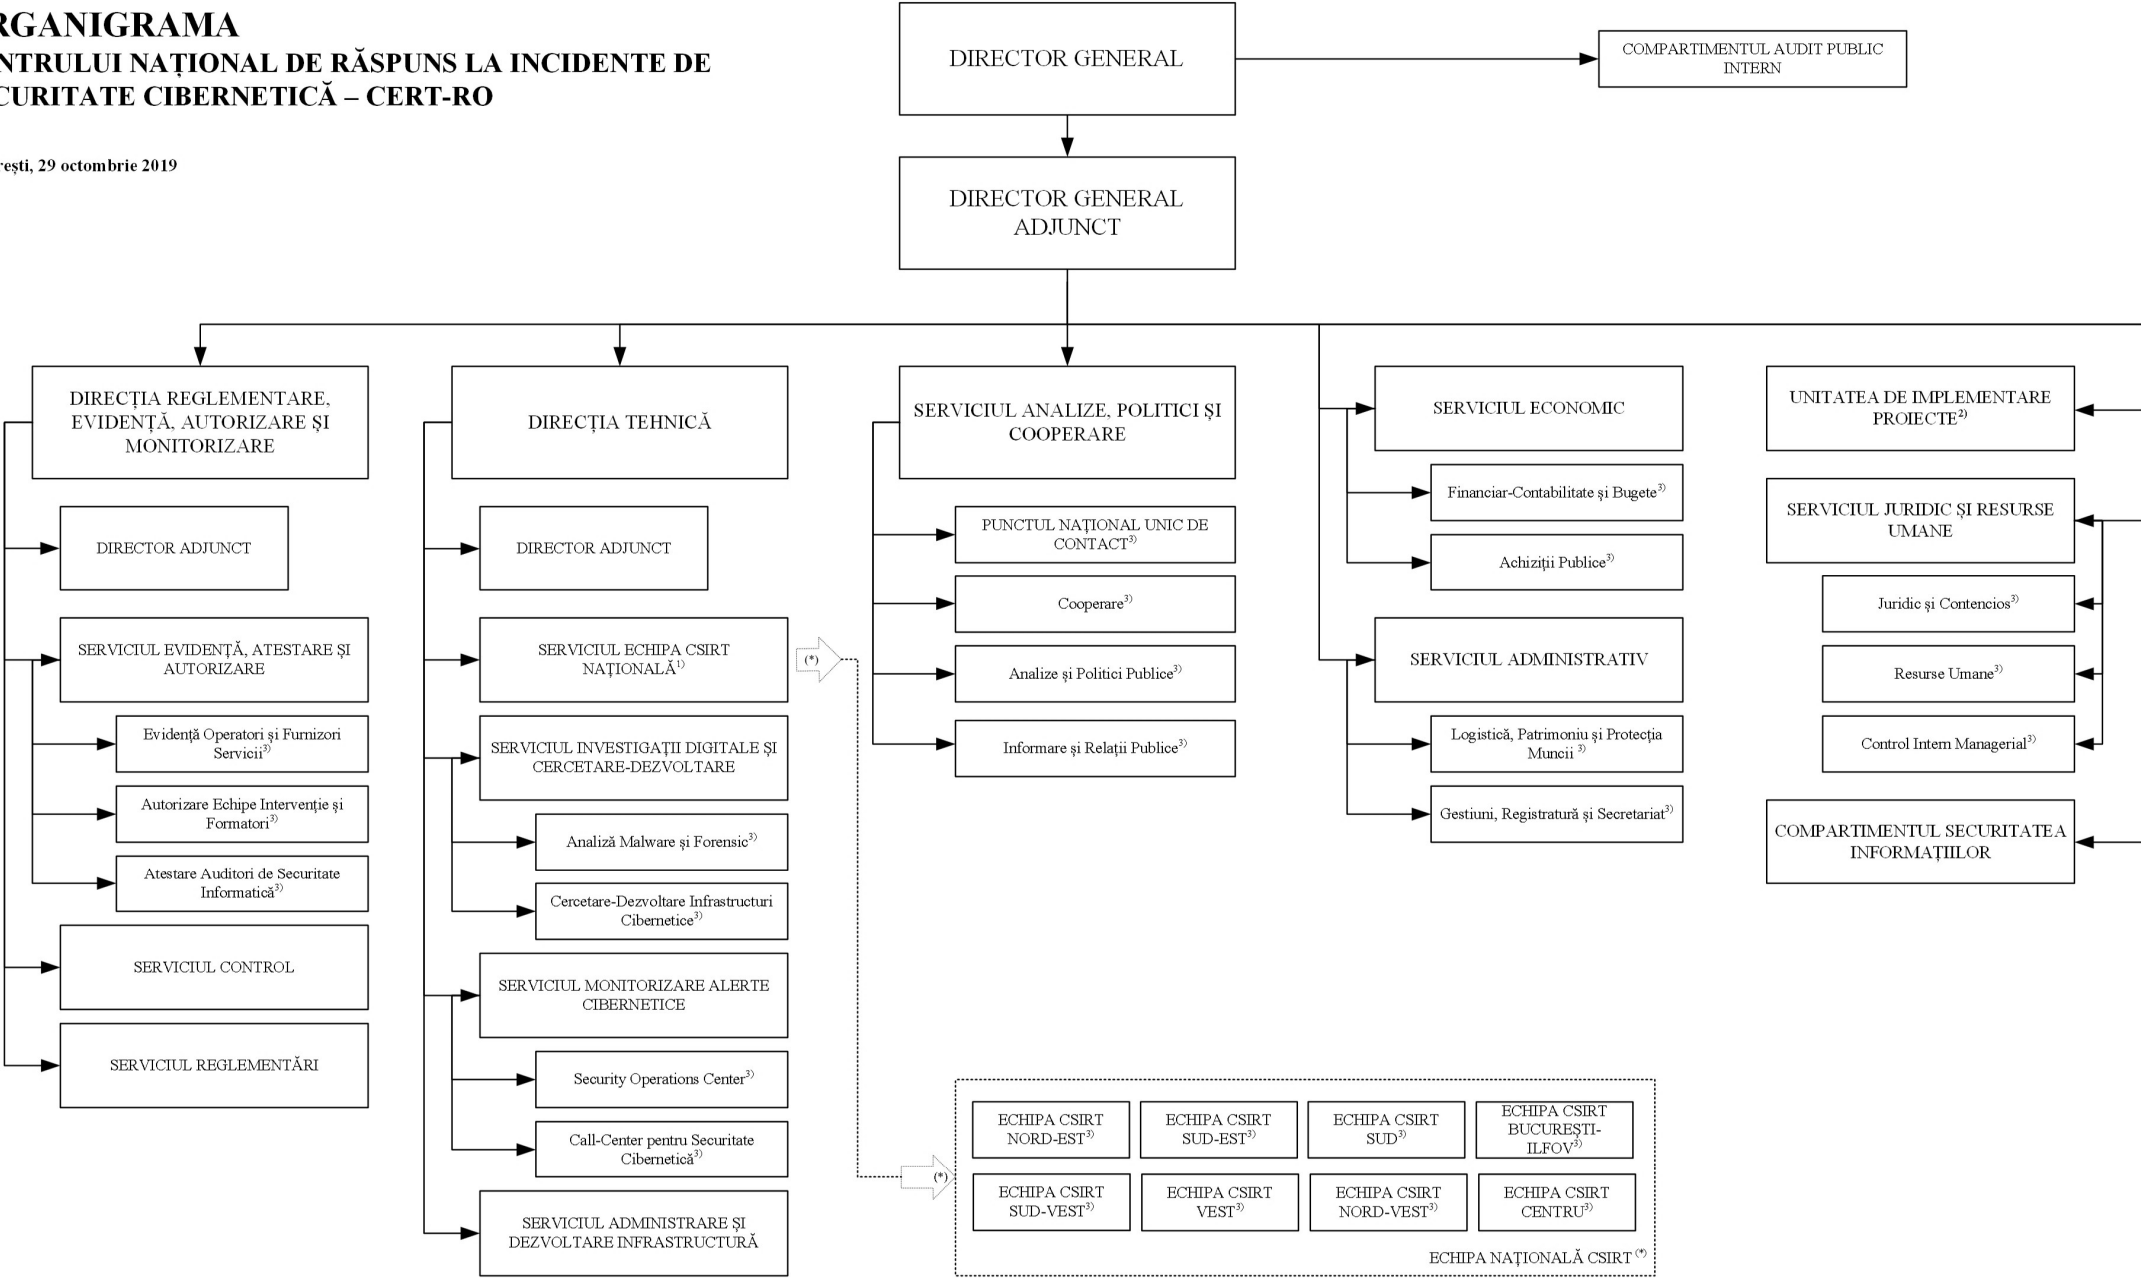 RGANIGRAMA
NTRULUI NAȚIONAL DE RĂSPUNS LA INCIDENTE DE
CURITATE CIBERNETICĂ – CERT-RO
rești, 29 octombrie 2019
DIRECTOR GENERAL
COMPARTIMENTUL AUDIT PUBLIC
INTERN
DIRECTOR GENERAL
ADJUNCT
DIRECȚIA REGLEMENTARE,
EVIDENȚĂ, AUTORIZARE ȘI
MONITORIZARE
DIRECTOR ADJUNCT
SERVICIUL EVIDENȚĂ, ATESTARE ȘI
AUTORIZARE
Evidență Operatori și Furnizori
Servicii3)
Autorizare Echipe Intervenție și
Formatori3)
Atestare Auditori de Securitate
Informatică3)
SERVICIUL CONTROL
SERVICIUL REGLEMENTĂRI
DIRECȚIA TEHNICĂ
DIRECTOR ADJUNCT
SERVICIUL ECHIPA CSIRT
NAȚIONALĂ1)
(*)
SERVICIUL INVESTIGAȚII DIGITALE ȘI
CERCETARE-DEZVOLTARE
Analiză Malware și Forensic3)
Cercetare-Dezvoltare Infrastructuri
Cibernetice3)
SERVICIUL MONITORIZARE ALERTE
CIBERNETICE
Security Operations Center3)
Call-Center pentru Securitate
Cibernetică3)
SERVICIUL ADMINISTRARE ȘI
DEZVOLTARE INFRASTRUCTURĂ
SERVICIUL ANALIZE, POLITICI ȘI
COOPERARE
PUNCTUL NAȚIONAL UNIC DE
CONTACT3)
Cooperare3)
Analize și Politici Publice3)
Informare și Relații Publice3)
SERVICIUL ECONOMIC
Financiar-Contabilitate și Bugete3)
Achiziții Publice3)
SERVICIUL ADMINISTRATIV
Logistică, Patrimoniu și Protecția
Muncii 3)
Gestiuni, Registratură și Secretariat3)
UNITATEA DE IMPLEMENTARE
PROIECTE2)
SERVICIUL JURIDIC ȘI RESURSE
UMANE
Juridic și Contencios3)
Resurse Umane3)
Control Intern Managerial3)
COMPARTIMENTUL SECURITATEA
INFORMAȚIILOR
(*)
ECHIPA CSIRT
NORD-EST3)
ECHIPA CSIRT
SUD-EST3)
ECHIPA CSIRT
SUD3)
ECHIPA CSIRT
BUCUREȘTI-
ILFOV3)
ECHIPA CSIRT
SUD-VEST3)
ECHIPA CSIRT
VEST3)
ECHIPA CSIRT
NORD-VEST3)
ECHIPA CSIRT
CENTRU3)
ECHIPA NAȚIONALĂ CSIRT (*)